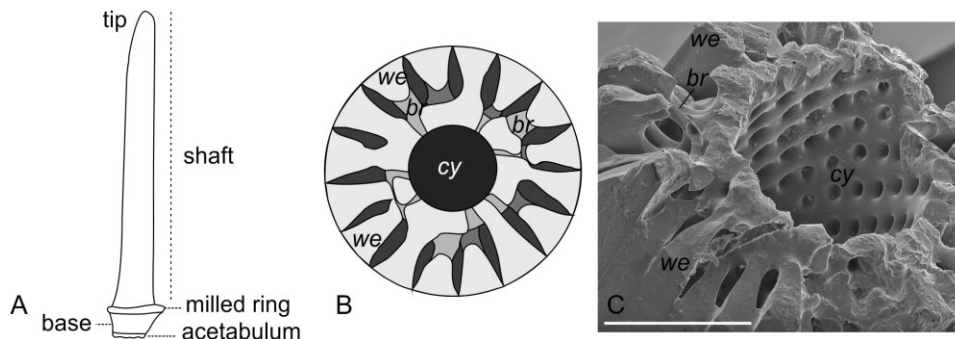 tip
shaft
milled ring
base
acetabulum
A
we
br
br
cy
we
B
we
br
cy
we
C